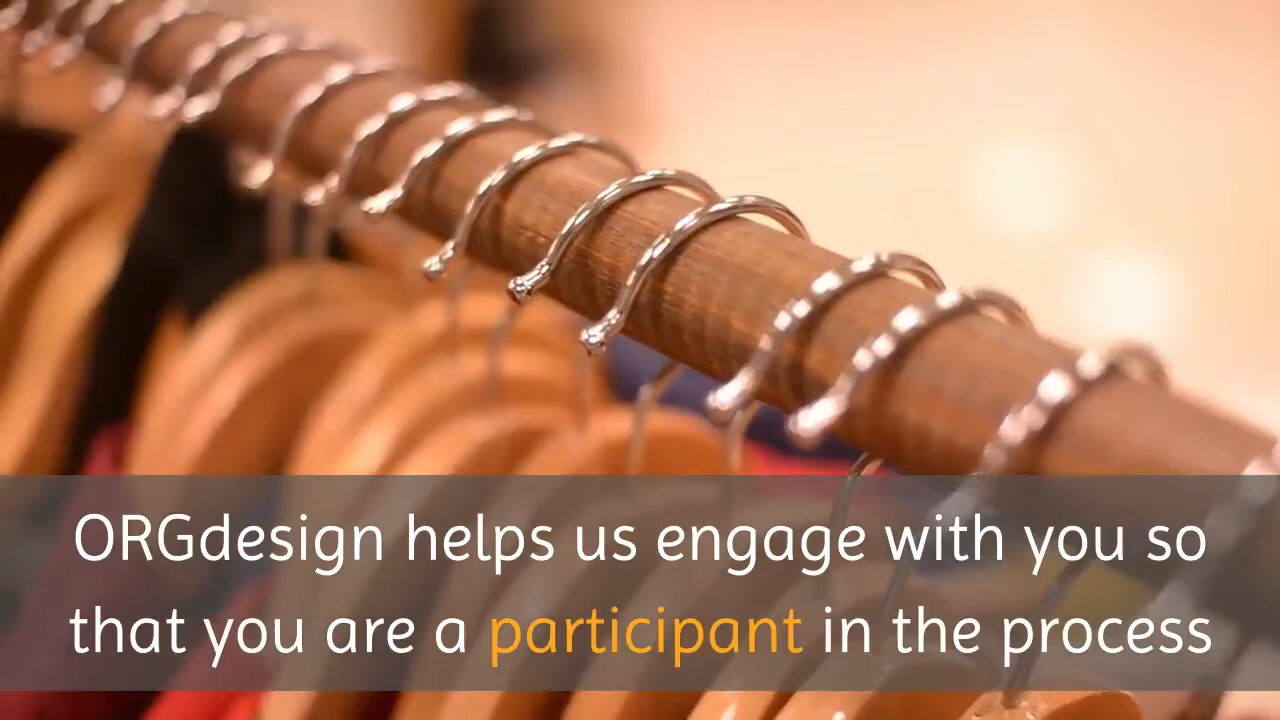 ORGdesign helps us engage with you so
that you are a participant in the process